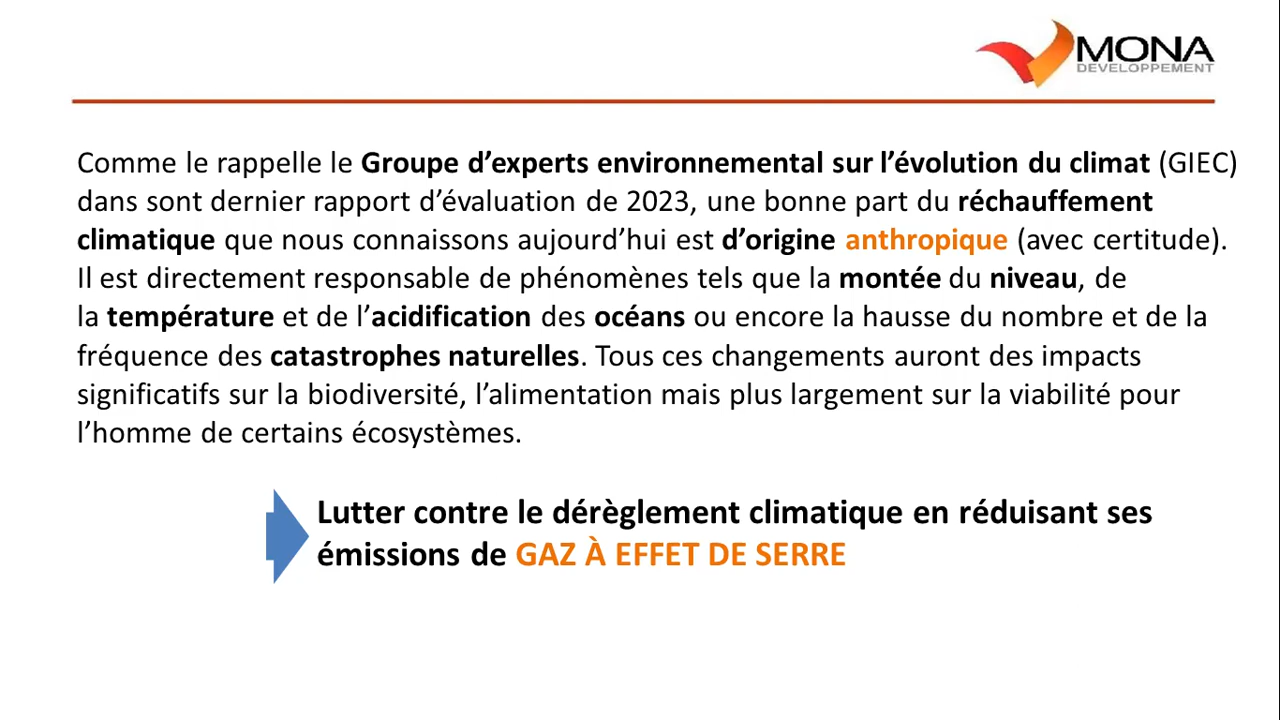 MONA
DEVELOPPEMENT
Comme le rappelle le Groupe d’experts environnemental sur l’évolution du climat (GIEC)
dans sont dernier rapport d’évaluation de 2023, une bonne part du réchauffement
climatique que nous connaissons aujourd’hui est d’origine anthropique (avec certitude).
Il est directement responsable de phénomènes tels que la montée du niveau, de
la température et de l’acidification des océans ou encore la hausse du nombre et de la
fréquence des catastrophes naturelles. Tous ces changements auront des impacts
significatifs sur la biodiversité, l’alimentation mais plus largement sur la viabilité pour
l’homme de certains écosystèmes.
Lutter contre le dérèglement climatique en réduisant ses
émissions de GAZ À EFFET DE SERRE